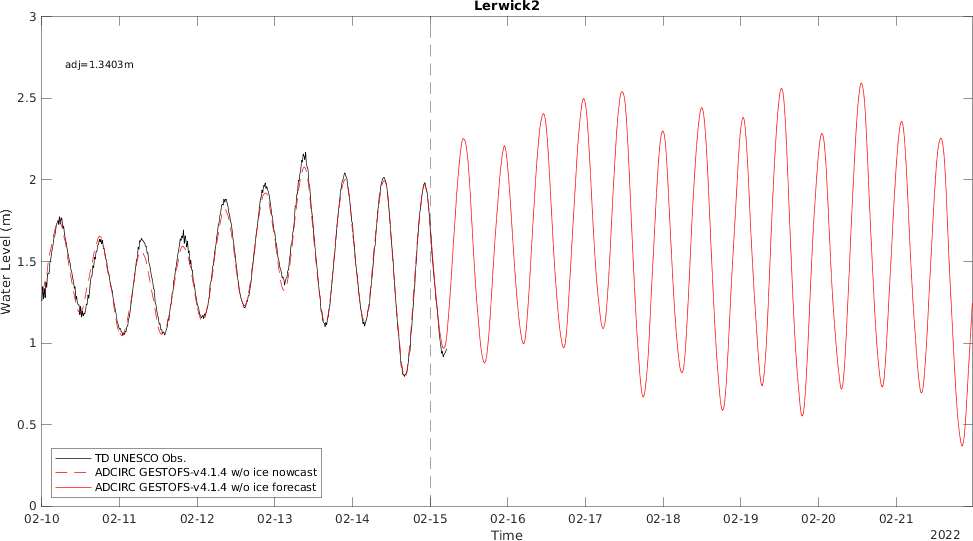 Lerwick2
adj=1.3403m
3
2.5
2
1.5
1
0.5
0
Water Level (m)
TD UNESCO Obs.
ADCIRC GESTOFS-v4.1.4 w/o ice nowcast
ADCIRC GESTOFS-v4.1.4 w/o ice forecast
02-10 02-11 02-12 02-13 02-14 02-15 02-16 02-17 02-18 02-19 02-20 02-21
Time
2022